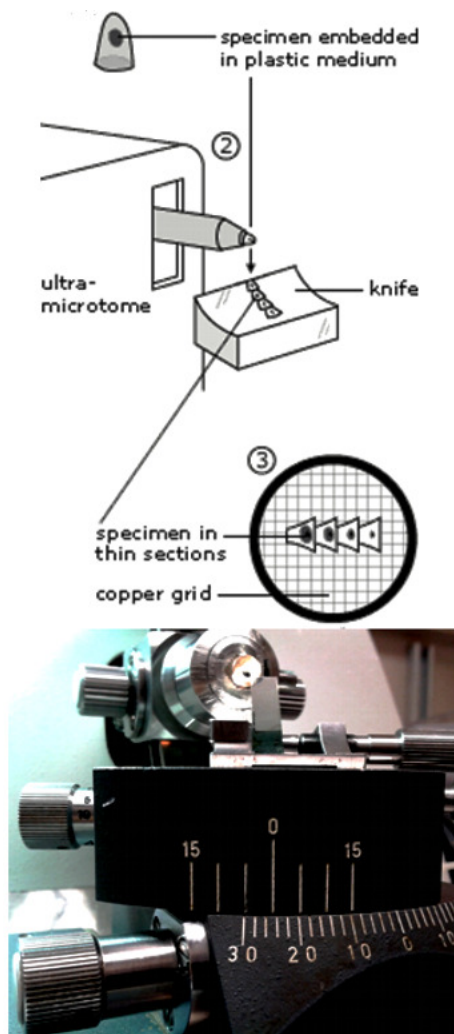 specimen embedded
in plastic medium
②
ultra-
microtome
knife
③
specimen in
thin sections
copper grid
0
15 15
30 20 10 0 10